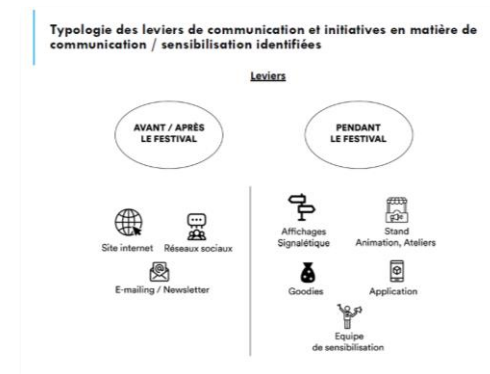 Typologie des leviers de communication et initiatives en matière de
communication / sensibilisation identifiées
Leviers
AVANT / APRÈS
LE FESTIVAL
PENDANT
LE FESTIVAL
Site internet
Réseaux sociaux
E-mailing / Newsletter
Affichages
Signalétique
Stand
Animation, Ateliers
Goodies
Application
Equipe
de sensibilisation